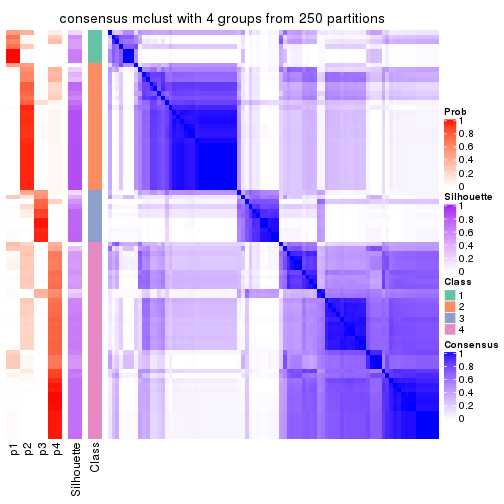 consensus mclust with 4 groups from 250 partitions
Prob
1
0.8
0.6
0.4
0.2
0
Silhouette
1
0.8
0.6
0.4
0.2
0
Class
1
2
3
4
Consensus
1
0.8
0.6
0.4
0.2
0
p1
p2
p3
p4
Silhouette
Class